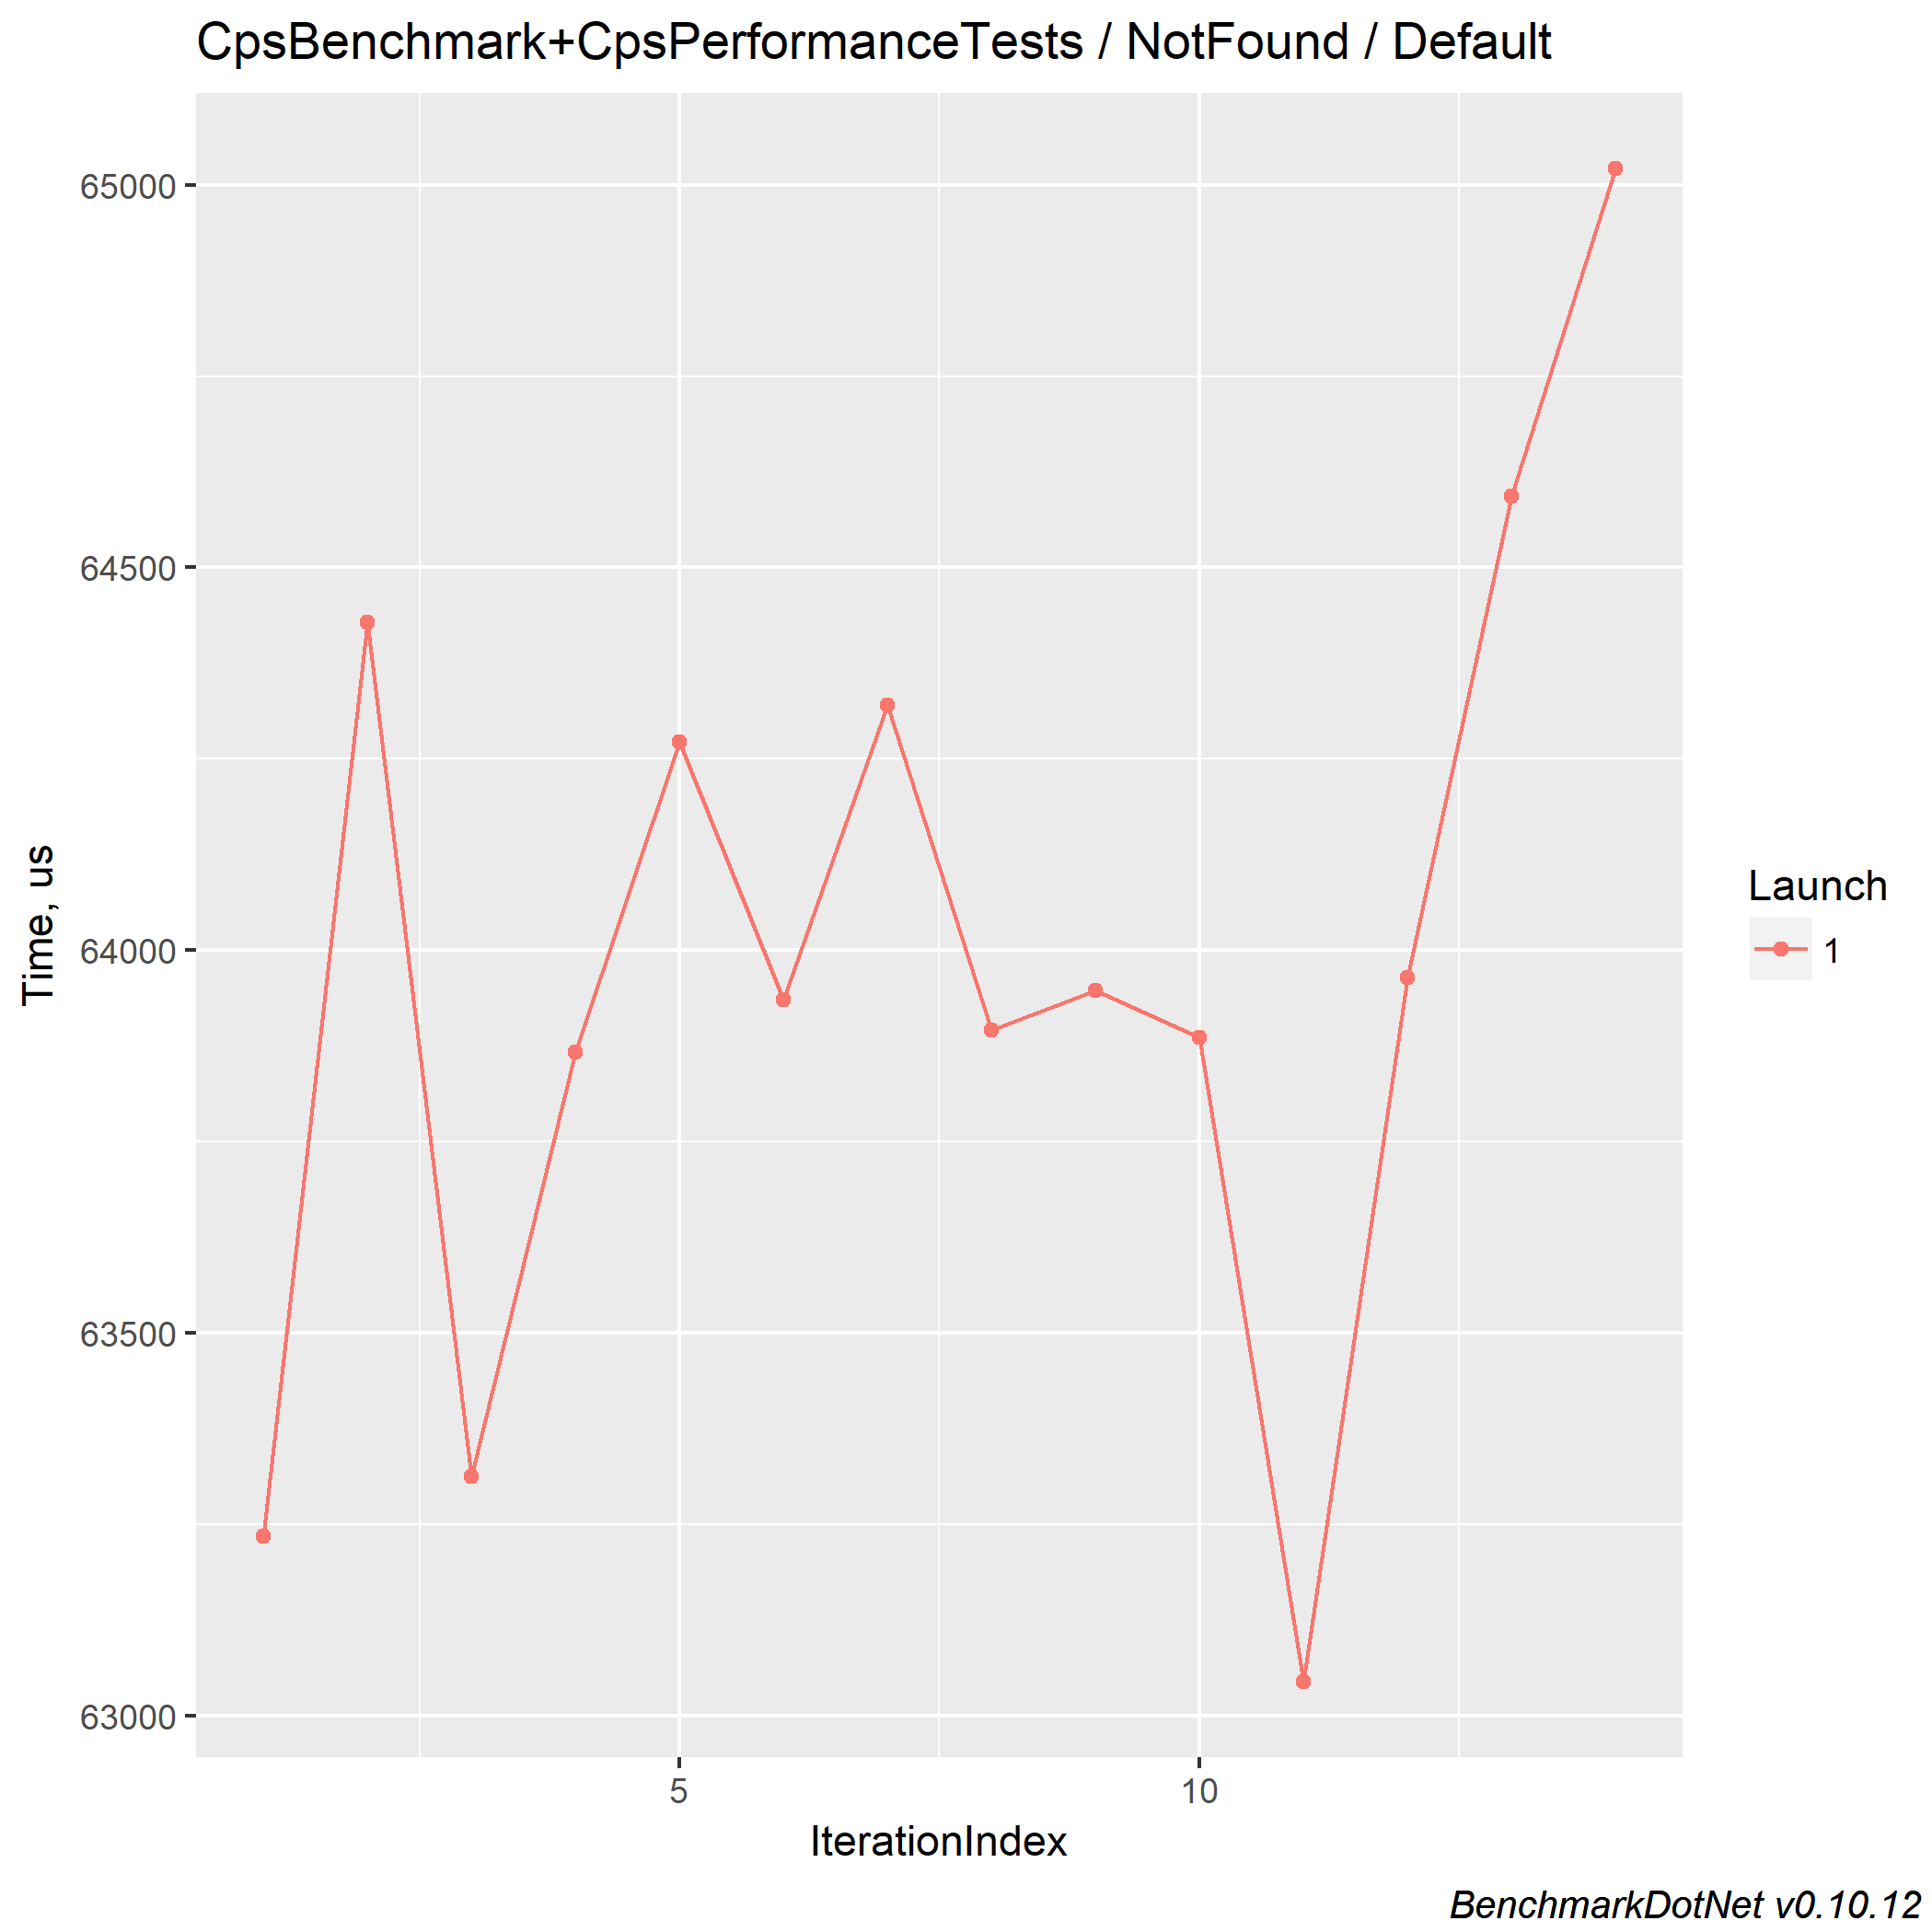 CpsBenchmark+CpsPerformanceTests / NotFound / Default
65000
64500
64000
63500
63000
Time, us
5 10
IterationIndex
Launch
1
BenchmarkDotNet v0.10.12